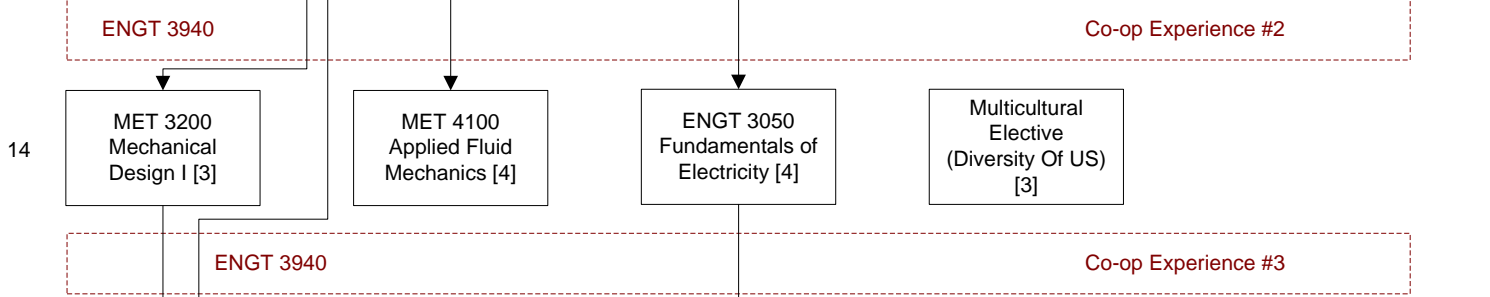 ENGT 3940
Co-op Experience #2
14
MET 3200
Mechanical
Design I [3]
MET 4100
Applied Fluid
Mechanics [4]
ENGT 3050
Fundamentals of
Electricity [4]
Multicultural
Elective
(Diversity Of US)
[3]
ENGT 3940
Co-op Experience #3